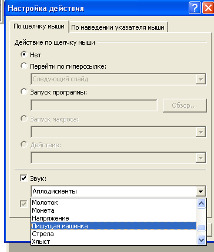 Настройка действия
По щелчку мыши
По наведении указателя мыши
Действие по щелчку мыши
Нет
Перейти по гиперссылке:
Следующий слайд
Запуск программы:
Обзор...
Запуск макроса:
Действие:
Звук:
Аплодисменты
Молоток
Монета
Напряжение
Пишущая машинка
Стрела
Хлыст